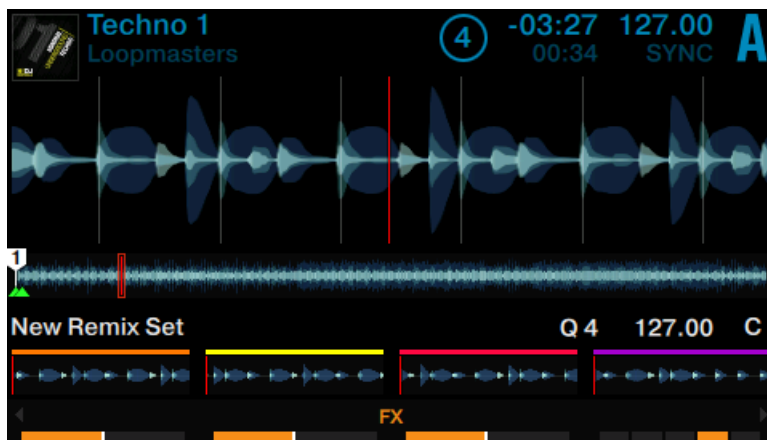 Techno 1
Loopmasters
4
-03:27
00:34
127.00
SYNC
A
1
New Remix Set
Q 4
127.00
C
FX